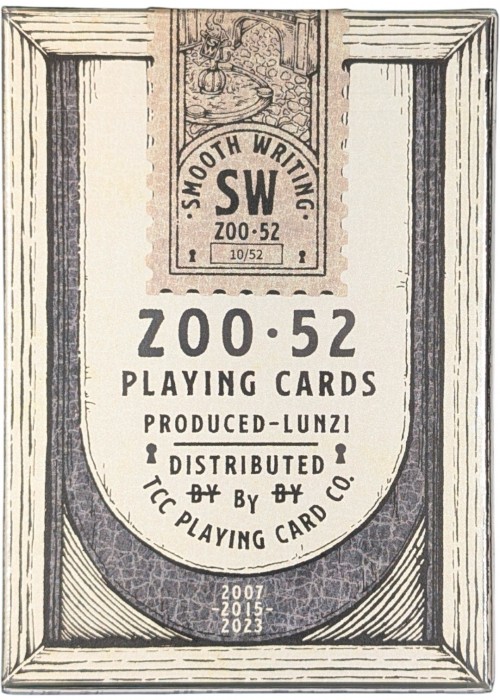 ·SMOOTH WRITING·
SW
ZOO·52
10/52
ZOO·52
PLAYING CARDS
PRODUCED-LUNZI
DISTRIBUTED
BY By BY
TCC PLAYING CARD CO.
2007
-2015-
2023